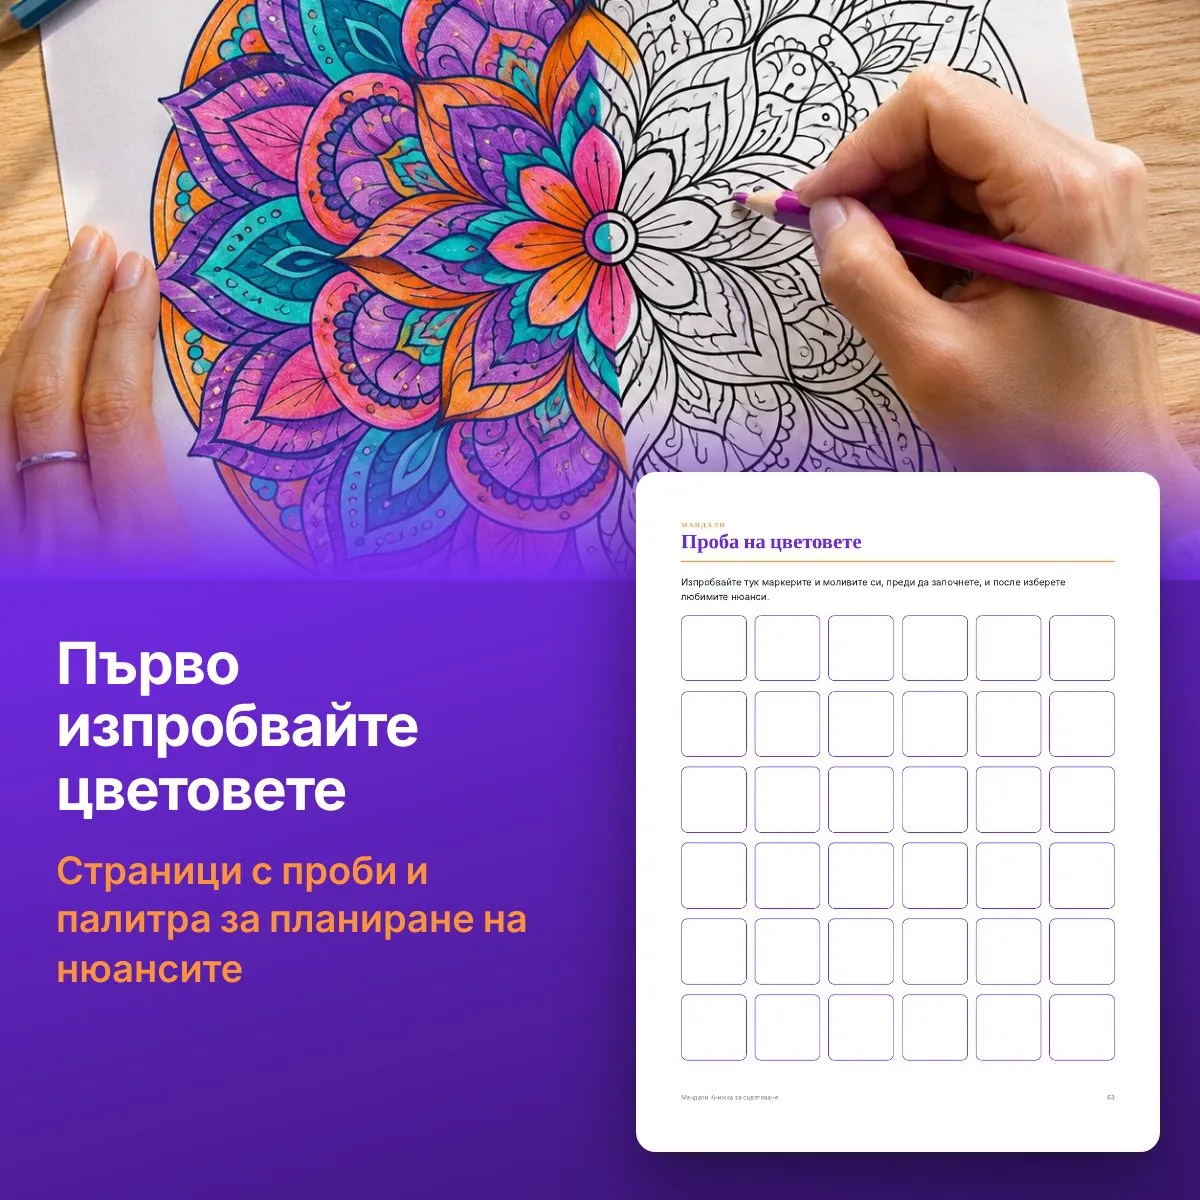 Първо
изпробвайте
цветовете
Страници с проби и
палитра за планиране на
нюансите
МАНДАЛИ
Проба на цветовете
Изпробвайте тук маркерите и моливите си, преди да започнете, и после изберете
любимите нюанси.
Мандали Книжка за оцветяване
63